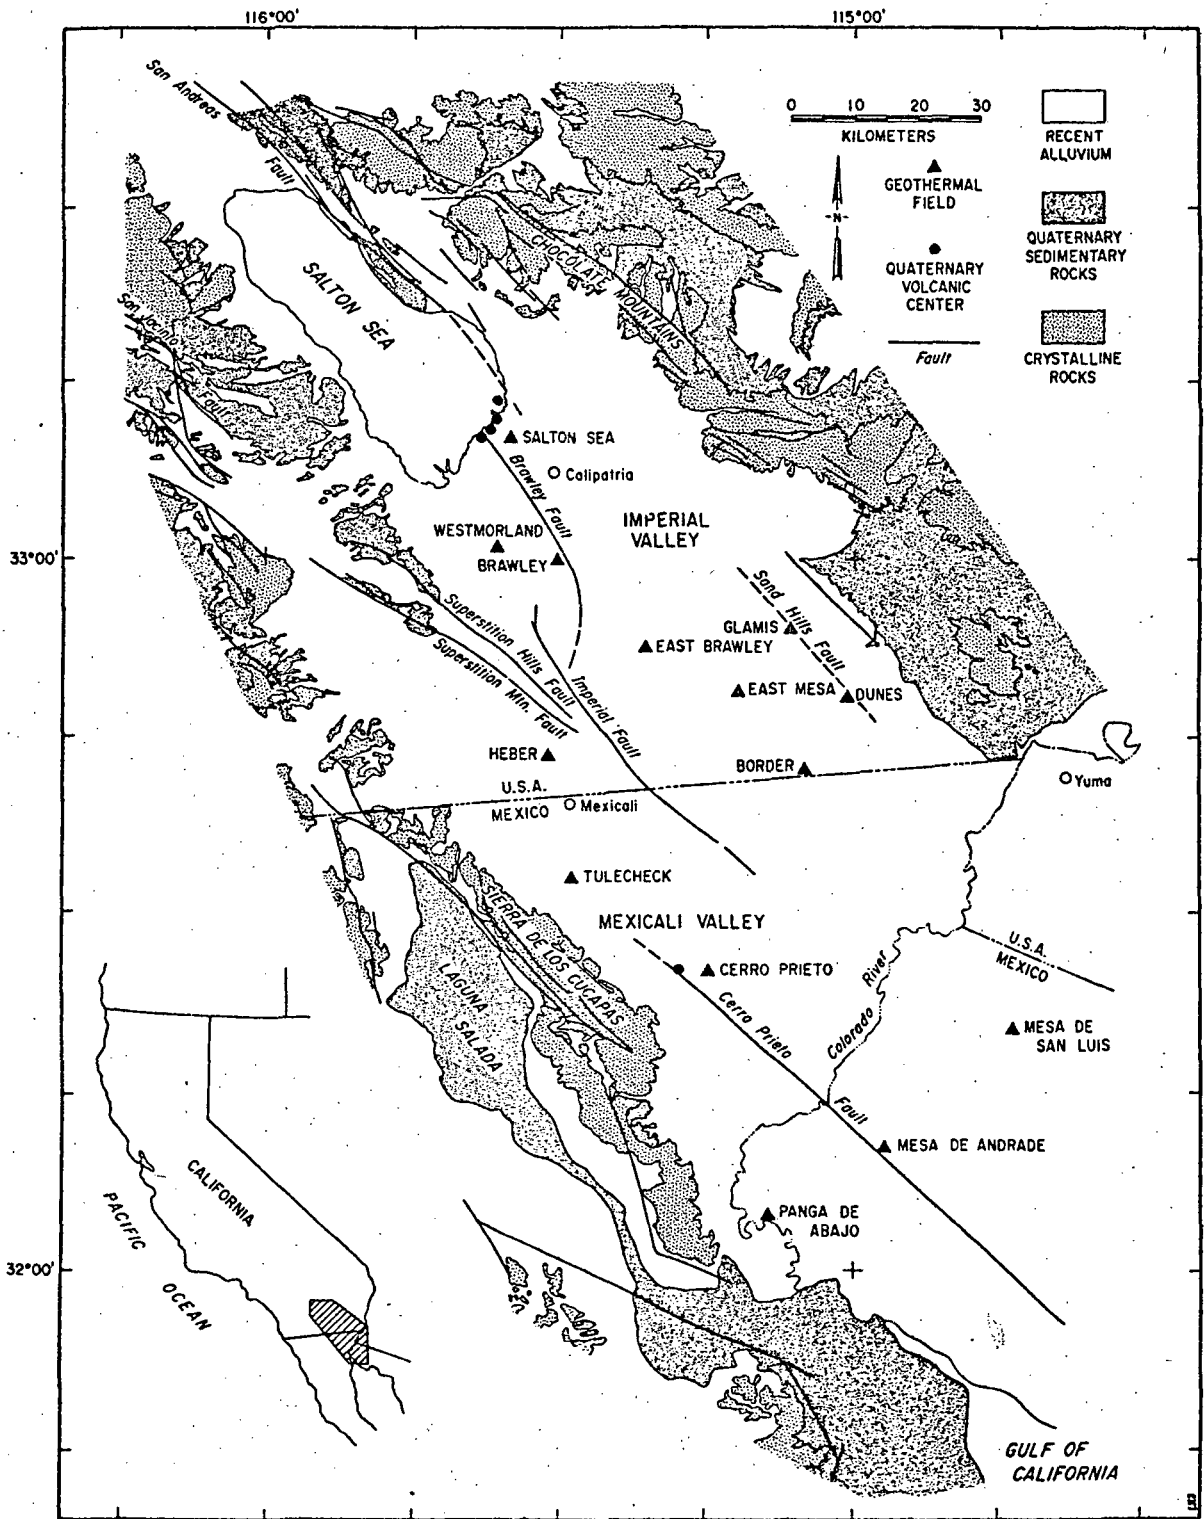 116°00'
115°00'
San Andreas
Fault
0 10 23 30
KILOMETERS
N
GEOTHERMAL
FIELD
QUATERNARY
VOLCANIC
CENTER
Fault
RECENT
ALLUVIUM
QUATERNARY
SEDIMENTARY
ROCKS
CRYSTALLINE
ROCKS
CHOCOLATE MOUNTAINS
SALTON SEA
San Jacinto
Fault
SALTON SEA
Calipatria
Brawley Fault
IMPERIAL
VALLEY
WESTMORLAND
BRAWLEY
33°00'
Sand Hills Fault
GLAMIS
EAST BRAWLEY
Superstition Hills Fault
Superstition Mtn. Fault
EAST MESA
DUNES
Imperial Fault
HEBER
BORDER
U.S.A.
MEXICO
Mexicali
Yuma
TULECHECK
MEXICALI VALLEY
SIERRA DE LOS CUCAPAS
U.S.A.
MEXICO
CERRO PRIETO
LAGUNA
SALADA
Cerro Prieto
Fault
Colorado River
MESA DE
SAN LUIS
MESA DE ANDRADE
CALIFORNIA
PACIFIC
OCEAN
PANGA DE
ABAJO
32°00'
GULF OF
CALIFORNIA